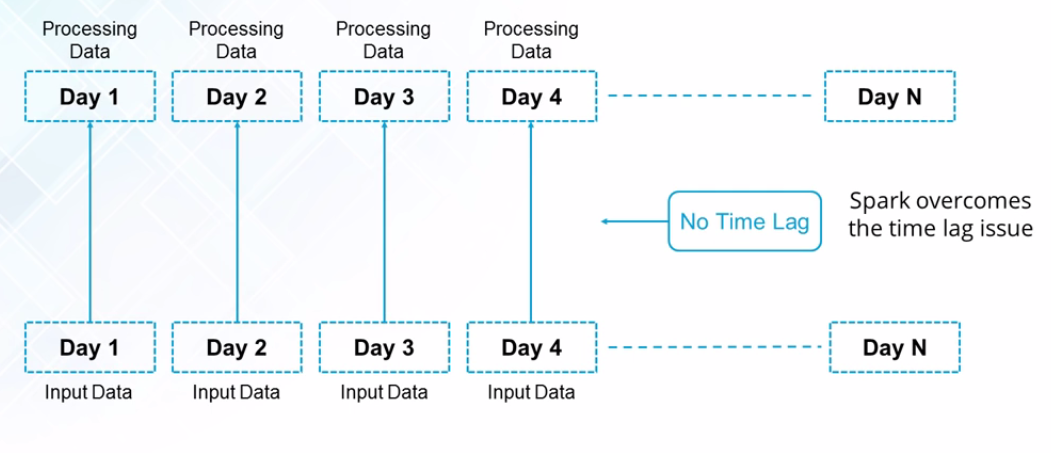 Processing
Data
Processing
Data
Processing
Data
Processing
Data
Day 1
Day 2
Day 3
Day 4
Day N
No Time Lag
Spark overcomes
the time lag issue
Day 1
Day 2
Day 3
Day 4
Day N
Input Data
Input Data
Input Data
Input Data